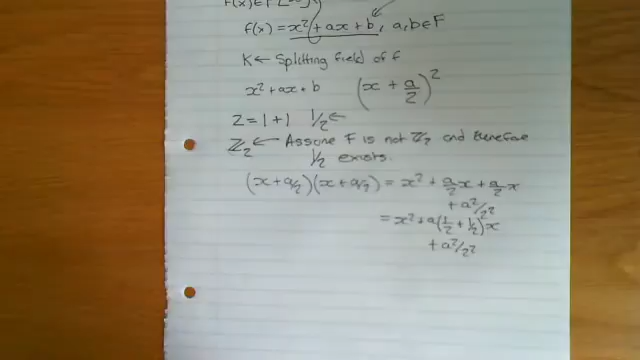 f(x) = x² + ax + b, a, b ∈ F
K ← Splitting field of f
x² + ax + b (x + a/2)²
2 = 1 + 1 1/2 ←
ℤ₂ ← Assume F is not ℤ₂ and therefore
1/2 exists.
(x + a/2)(x + a/2) = x² + a/2 x + a/2 x
+ a²/2²
= x² + a(1/2 + 1/2)x
+ a²/2²